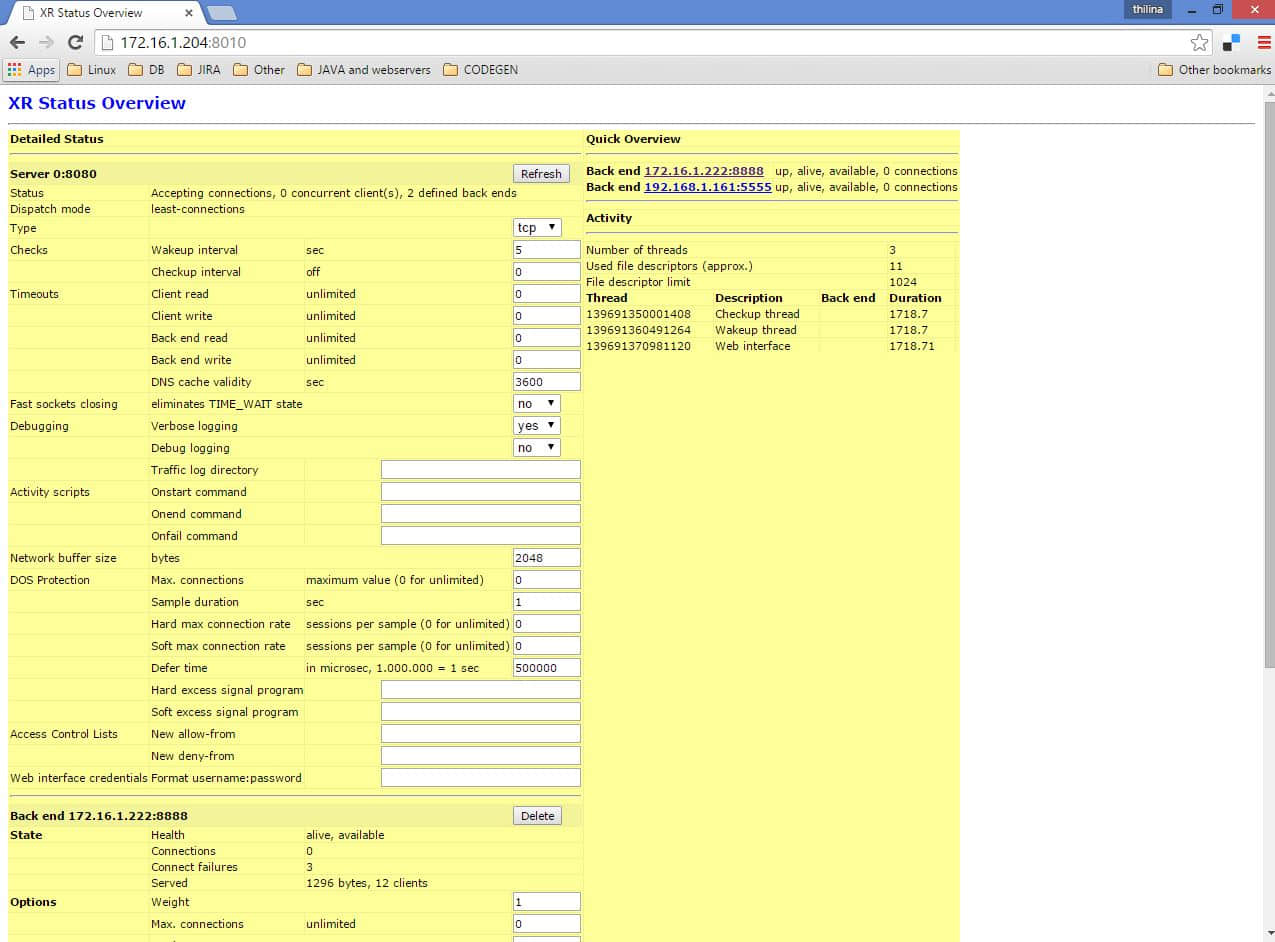 XR Status Overview
thilina
172.16.1.204:8010
Apps Linux DB JIRA Other JAVA and webservers CODEGEN Other bookmarks
XR Status Overview
Detailed Status
Server 0:8080 Refresh
Status Accepting connections, 0 concurrent client(s), 2 defined back ends
Dispatch mode least-connections
Type tcp
Checks Wakeup interval sec 5
Checkup interval off 0
Timeouts Client read unlimited 0
Client write unlimited 0
Back end read unlimited 0
Back end write unlimited 0
DNS cache validity sec 3600
Fast sockets closing eliminates TIME_WAIT state no
Debugging Verbose logging yes
Debug logging no
Traffic log directory
Activity scripts Onstart command
Onend command
Onfail command
Network buffer size bytes 2048
DOS Protection Max. connections maximum value (0 for unlimited) 0
Sample duration sec 1
Hard max connection rate sessions per sample (0 for unlimited) 0
Soft max connection rate sessions per sample (0 for unlimited) 0
Defer time in microsec, 1.000.000 = 1 sec 500000
Hard excess signal program
Soft excess signal program
Access Control Lists New allow-from
New deny-from
Web interface credentials Format username:password
Back end 172.16.1.222:8888 Delete
State Health alive, available
Connections 0
Connect failures 3
Served 1296 bytes, 12 clients
Options Weight 1
Max. connections unlimited 0
Quick Overview
Back end 172.16.1.222:8888 up, alive, available, 0 connections
Back end 192.168.1.161:5555 up, alive, available, 0 connections
Activity
Number of threads 3
Used file descriptors (approx.) 11
File descriptor limit 1024
Thread Description Back end Duration
139691350001408 Checkup thread 1718.7
139691360491264 Wakeup thread 1718.7
139691370981120 Web interface 1718.71